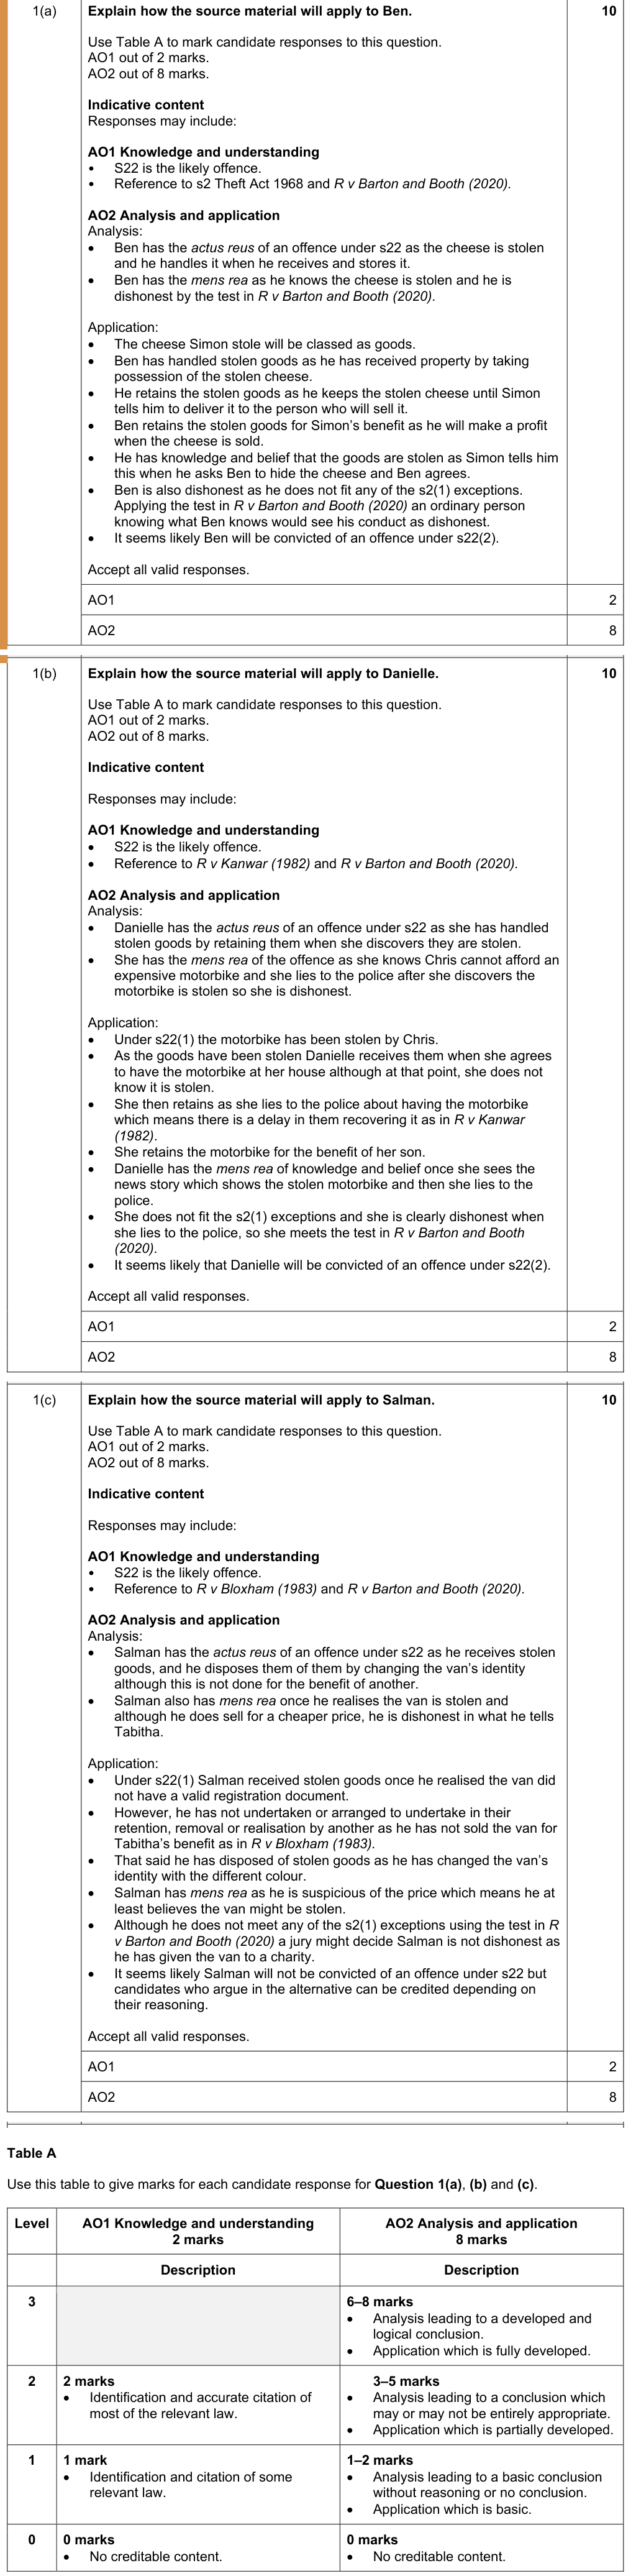 1(a) Explain how the source material will apply to Ben. 10
Use Table A to mark candidate responses to this question.
AO1 out of 2 marks.
AO2 out of 8 marks.
Indicative content
Responses may include:
AO1 Knowledge and understanding
• S22 is the likely offence.
• Reference to s2 Theft Act 1968 and R v Barton and Booth (2020).
AO2 Analysis and application
Analysis:
• Ben has the actus reus of an offence under s22 as the cheese is stolen
and he handles it when he receives and stores it.
• Ben has the mens rea as he knows the cheese is stolen and he is
dishonest by the test in R v Barton and Booth (2020).
Application:
• The cheese Simon stole will be classed as goods.
• Ben has handled stolen goods as he has received property by taking
possession of the stolen cheese.
• He retains the stolen goods as he keeps the stolen cheese until Simon
tells him to deliver it to the person who will sell it.
• Ben retains the stolen goods for Simon's benefit as he will make a profit
when the cheese is sold.
• He has knowledge and belief that the goods are stolen as Simon tells him
this when he asks Ben to hide the cheese and Ben agrees.
• Ben is also dishonest as he does not fit any of the s2(1) exceptions.
Applying the test in R v Barton and Booth (2020) an ordinary person
knowing what Ben knows would see his conduct as dishonest.
• It seems likely Ben will be convicted of an offence under s22(2).
Accept all valid responses.
AO1 2
AO2 8
1(b) Explain how the source material will apply to Danielle. 10
Use Table A to mark candidate responses to this question.
AO1 out of 2 marks.
AO2 out of 8 marks.
Indicative content
Responses may include:
AO1 Knowledge and understanding
• S22 is the likely offence.
• Reference to R v Kanwar (1982) and R v Barton and Booth (2020).
AO2 Analysis and application
Analysis:
• Danielle has the actus reus of an offence under s22 as she has handled
stolen goods by retaining them when she discovers they are stolen.
• She has the mens rea of the offence as she knows Chris cannot afford an
expensive motorbike and she lies to the police after she discovers the
motorbike is stolen so she is dishonest.
Application:
• Under s22(1) the motorbike has been stolen by Chris.
• As the goods have been stolen Danielle receives them when she agrees
to have the motorbike at her house although at that point, she does not
know it is stolen.
• She then retains as she lies to the police about having the motorbike
which means there is a delay in them recovering it as in R v Kanwar
(1982).
• She retains the motorbike for the benefit of her son.
• Danielle has the mens rea of knowledge and belief once she sees the
news story which shows the stolen motorbike and then she lies to the
police.
• She does not fit the s2(1) exceptions and she is clearly dishonest when
she lies to the police, so she meets the test in R v Barton and Booth
(2020).
• It seems likely that Danielle will be convicted of an offence under s22(2).
Accept all valid responses.
AO1 2
AO2 8
1(c) Explain how the source material will apply to Salman. 10
Use Table A to mark candidate responses to this question.
AO1 out of 2 marks.
AO2 out of 8 marks.
Indicative content
Responses may include:
AO1 Knowledge and understanding
• S22 is the likely offence.
• Reference to R v Bloxham (1983) and R v Barton and Booth (2020).
AO2 Analysis and application
Analysis:
• Salman has the actus reus of an offence under s22 as he receives stolen
goods, and he disposes them of them by changing the van's identity
although this is not done for the benefit of another.
• Salman also has mens rea once he realises the van is stolen and
although he does sell for a cheaper price, he is dishonest in what he tells
Tabitha.
Application:
• Under s22(1) Salman received stolen goods once he realised the van did
not have a valid registration document.
• However, he has not undertaken or arranged to undertake in their
retention, removal or realisation by another as he has not sold the van for
Tabitha's benefit as in R v Bloxham (1983).
• That said he has disposed of stolen goods as he has changed the van's
identity with the different colour.
• Salman has mens rea as he is suspicious of the price which means he at
least believes the van might be stolen.
• Although he does not meet any of the s2(1) exceptions using the test in R
v Barton and Booth (2020) a jury might decide Salman is not dishonest as
he has given the van to a charity.
• It seems likely Salman will not be convicted of an offence under s22 but
candidates who argue in the alternative can be credited depending on
their reasoning.
Accept all valid responses.
AO1 2
AO2 8
Table A
Use this table to give marks for each candidate response for Question 1(a), (b) and (c).
Level AO1 Knowledge and understanding AO2 Analysis and application
2 marks 8 marks
Description Description
3 6–8 marks
• Analysis leading to a developed and
logical conclusion.
• Application which is fully developed.
2 2 marks 3–5 marks
• Identification and accurate citation of • Analysis leading to a conclusion which
most of the relevant law. may or may not be entirely appropriate.
• Application which is partially developed.
1 1 mark 1–2 marks
• Identification and citation of some • Analysis leading to a basic conclusion
relevant law. without reasoning or no conclusion.
• Application which is basic.
0 0 marks 0 marks
• No creditable content. • No creditable content.